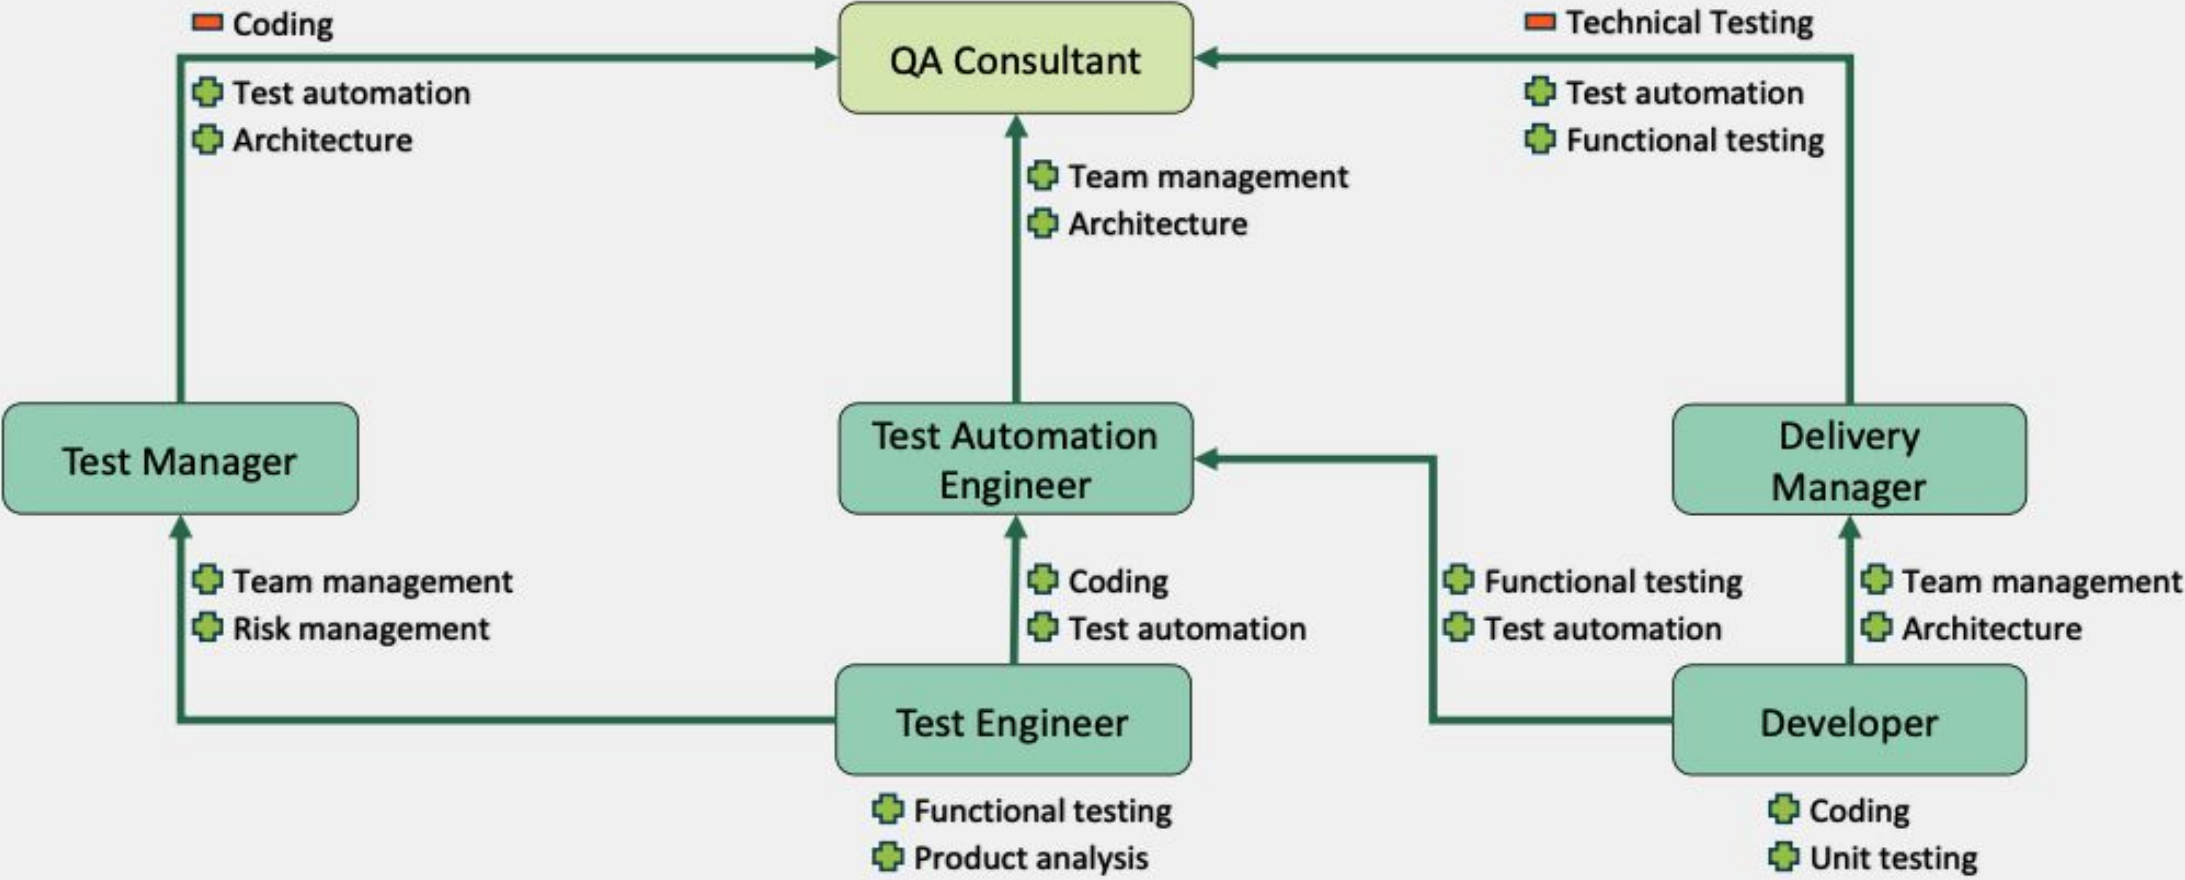 Coding
Test automation
Architecture
QA Consultant
Technical Testing
Test automation
Functional testing
Team management
Architecture
Test Manager
Test Automation
Engineer
Delivery
Manager
Team management
Risk management
Coding
Test automation
Functional testing
Test automation
Team management
Architecture
Test Engineer
Developer
Functional testing
Product analysis
Coding
Unit testing